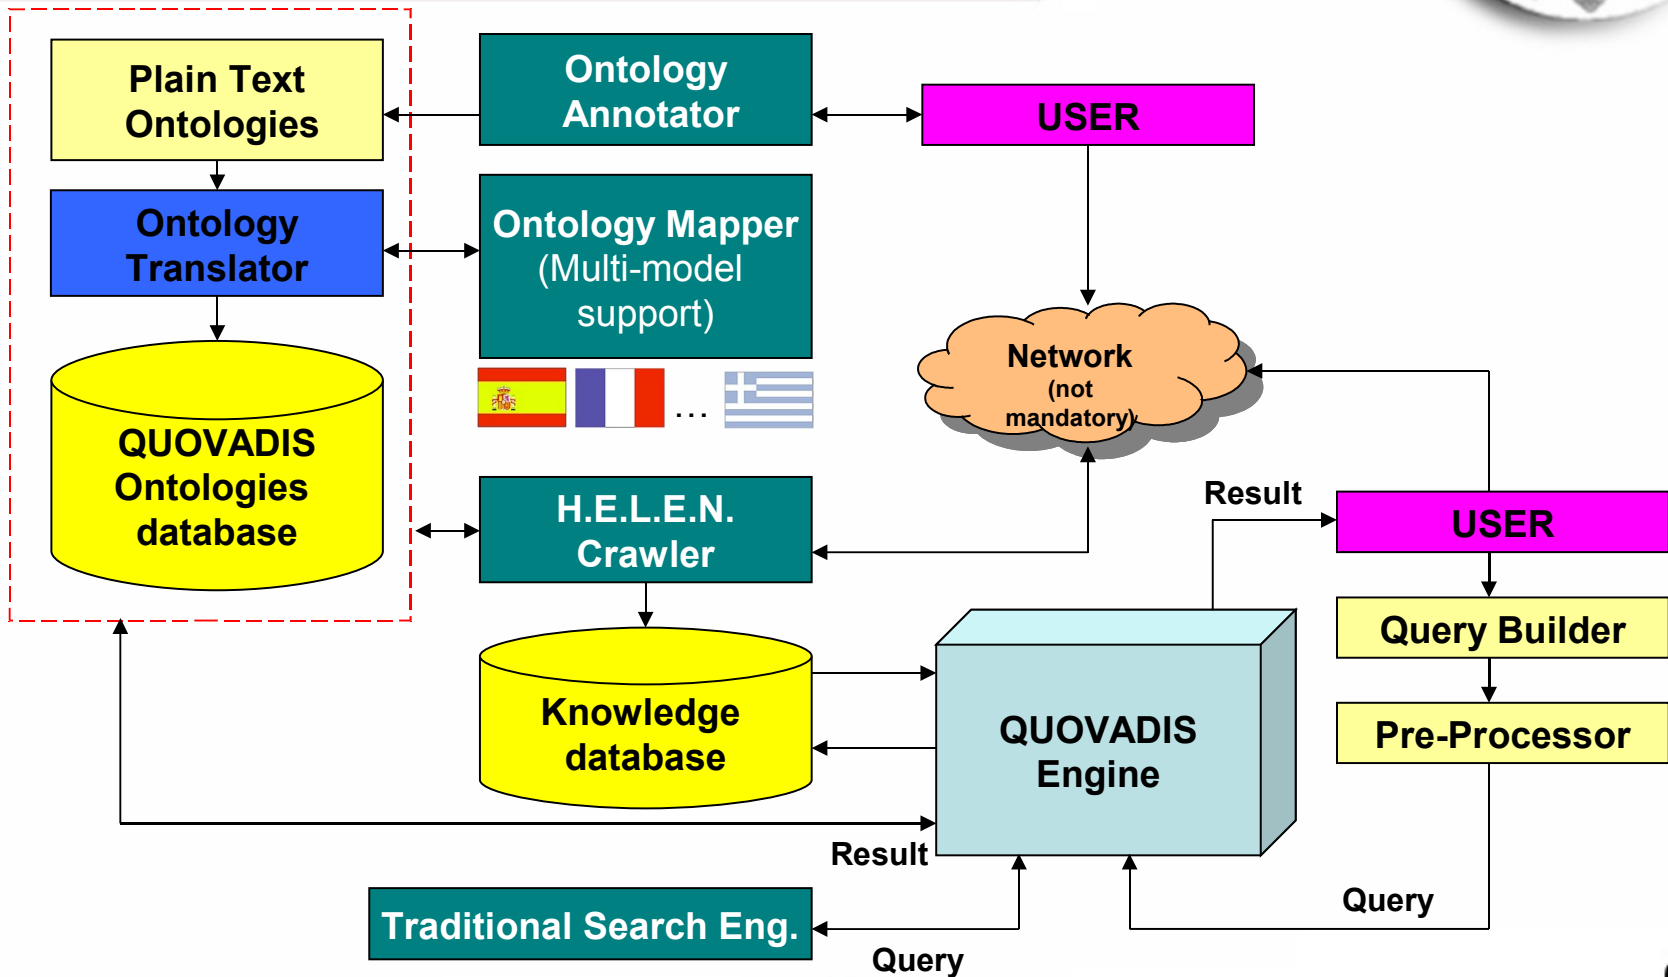 Plain Text
Ontologies
Ontology
Annotator
USER
Ontology
Translator
Ontology Mapper
(Multi-model
support)
Network
(not
mandatory)
...
QUOVADIS
Ontologies
database
H.E.L.E.N.
Crawler
Result
USER
Query Builder
Pre-Processor
Knowledge
database
QUOVADIS
Engine
Result
Query
Traditional Search Eng.
Query